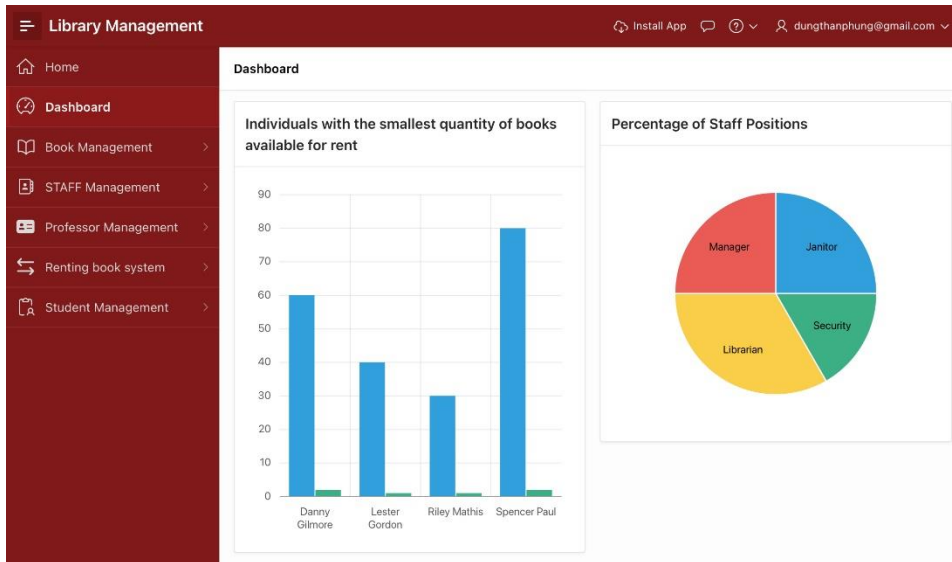 Library Management
Install App
dungthanphung@gmail.com
Home
Dashboard
Book Management
STAFF Management
Professor Management
Renting book system
Student Management
Dashboard
Individuals with the smallest quantity of books
available for rent
90
80
70
60
50
40
30
20
10
0
Danny
Gilmore
Lester
Gordon
Riley Mathis
Spencer Paul
Percentage of Staff Positions
Manager
Janitor
Security
Librarian